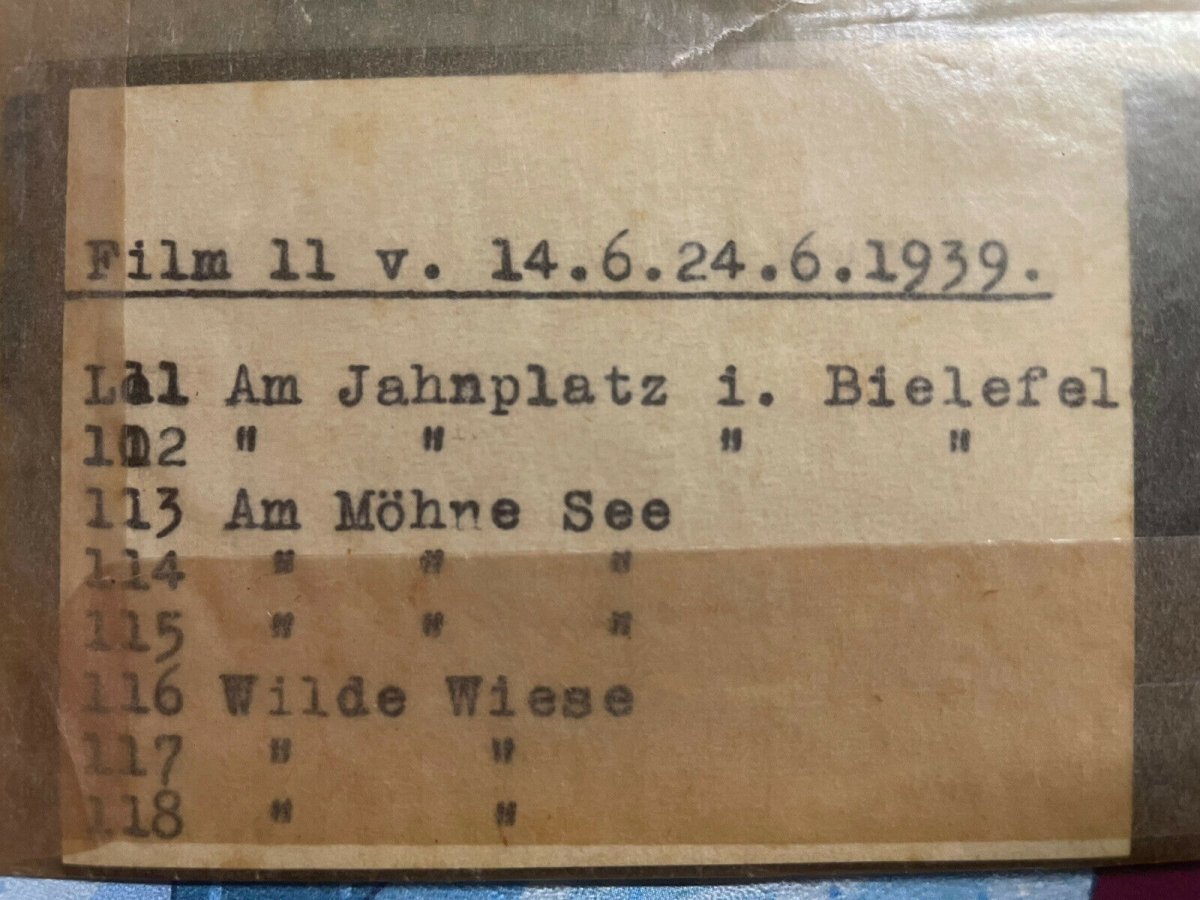 Film 11 v. 14.6.24.6.1939.
111 Am Jahnplatz i. Bielefel
112 " " " "
113 Am Möhne See
114 " " "
115 " " "
116 Wilde Wiese
117 " "
118 " "